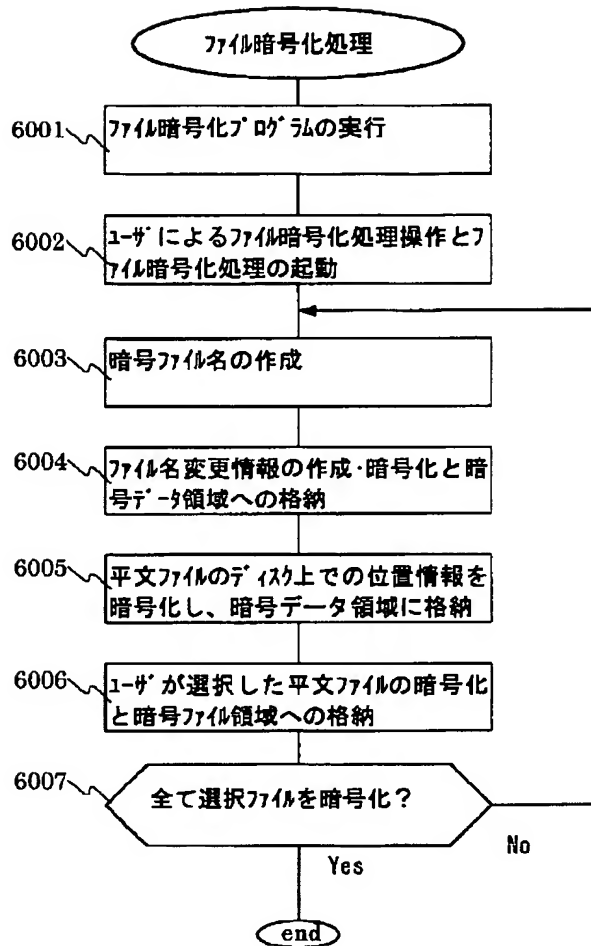 ファイル暗号化処理
6001
ファイル暗号化プログラムの実行
6002
ユーザによるファイル暗号化処理操作とフ
ァイル暗号化処理の起動
6003
暗号ファイル名の作成
6004
ファイル名変更情報の作成・暗号化と暗
号データ領域への格納
6005
平文ファイルのディスク上での位置情報を
暗号化し、暗号データ領域に格納
6006
ユーザが選択した平文ファイルの暗号化
と暗号ファイル領域への格納
6007
全て選択ファイルを暗号化？
No
Yes
end